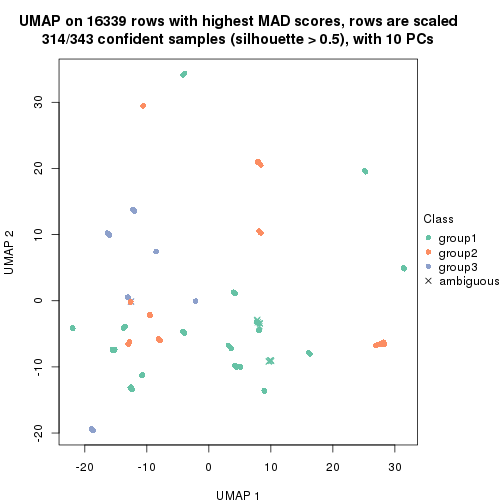 UMAP on 16339 rows with highest MAD scores, rows are scaled
314/343 confident samples (silhouette > 0.5), with 10 PCs
30
20
10
0
-10
-20
UMAP 2
Class
group1
group2
group3
ambiguous
-20 -10 0 10 20 30
UMAP 1